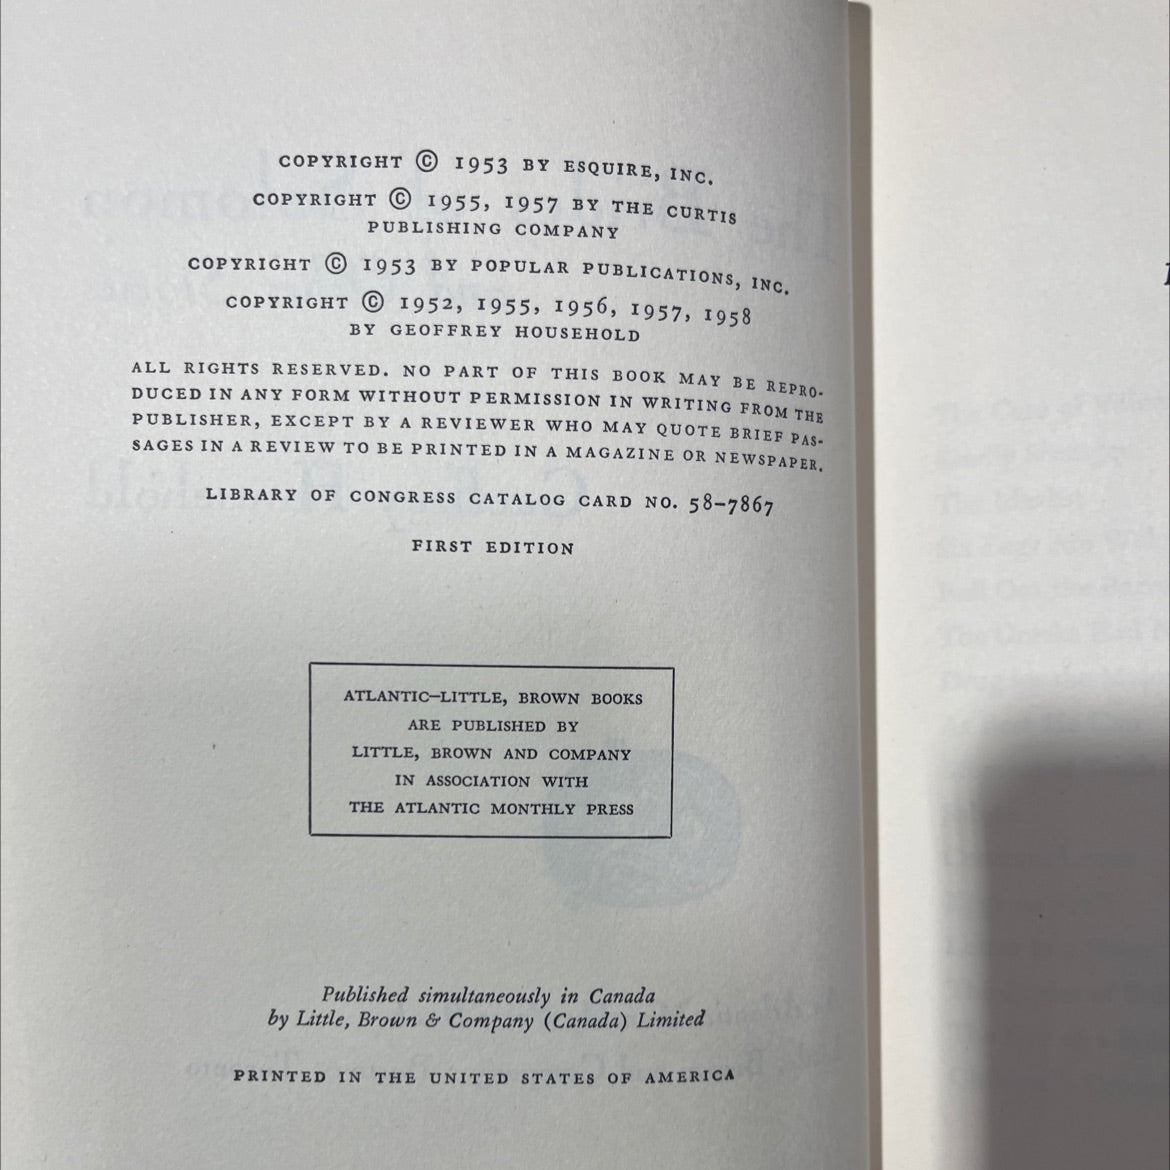 COPYRIGHT © 1953 BY ESQUIRE, INC.
COPYRIGHT © 1955, 1957 BY THE CURTIS
PUBLISHING COMPANY
COPYRIGHT © 1953 BY POPULAR PUBLICATIONS, INC.
COPYRIGHT © 1952, 1955, 1956, 1957, 1958
BY GEOFFREY HOUSEHOLD
ALL RIGHTS RESERVED. NO PART OF THIS BOOK MAY BE REPRO-
DUCED IN ANY FORM WITHOUT PERMISSION IN WRITING FROM THE
PUBLISHER, EXCEPT BY A REVIEWER WHO MAY QUOTE BRIEF PAS-
SAGES IN A REVIEW TO BE PRINTED IN A MAGAZINE OR NEWSPAPER.
LIBRARY OF CONGRESS CATALOG CARD NO. 58–7867
FIRST EDITION
ATLANTIC–LITTLE, BROWN BOOKS
ARE PUBLISHED BY
LITTLE, BROWN AND COMPANY
IN ASSOCIATION WITH
THE ATLANTIC MONTHLY PRESS
Published simultaneously in Canada
by Little, Brown & Company (Canada) Limited
PRINTED IN THE UNITED STATES OF AMERICA